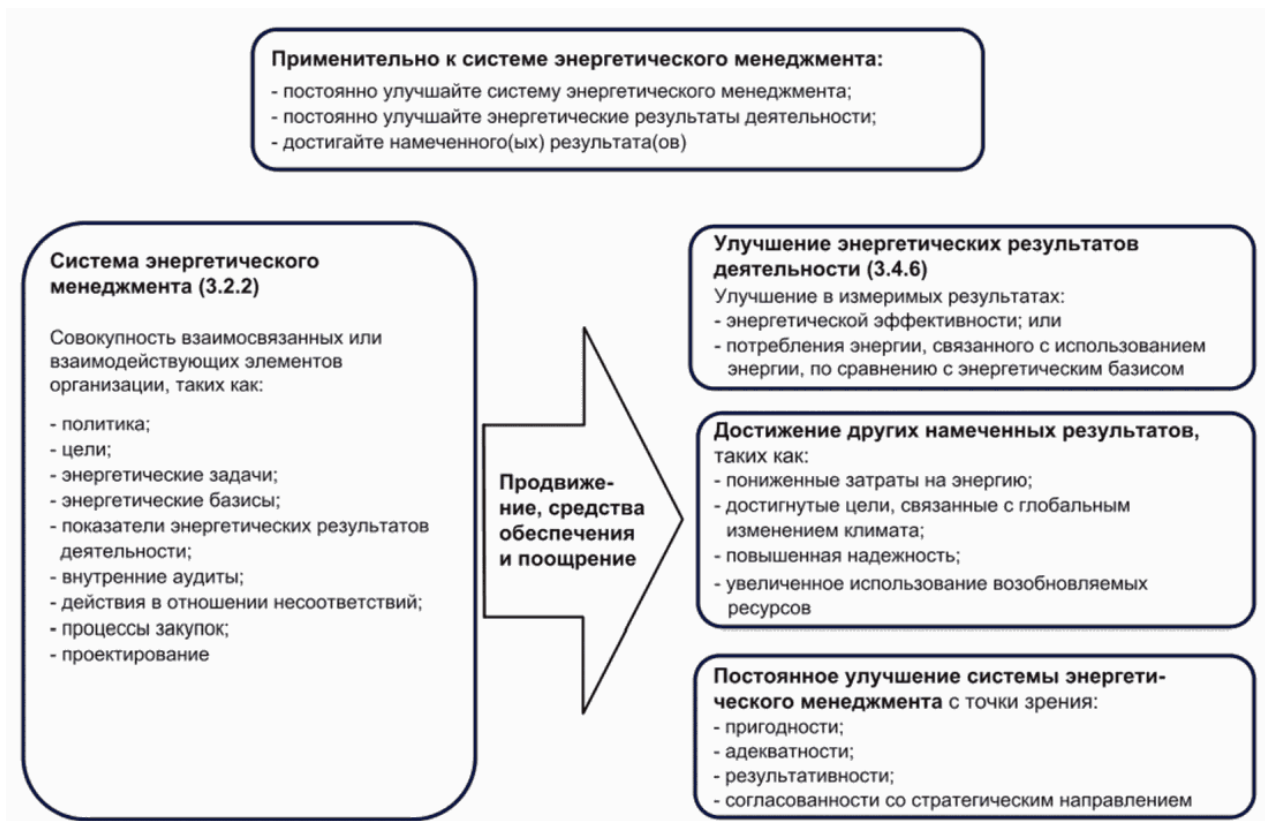 Применительно к системе энергетического менеджмента:
- постоянно улучшайте систему энергетического менеджмента;
- постоянно улучшайте энергетические результаты деятельности;
- достигайте намеченного(ых) результата(ов)
Система энергетического
менеджмента (3.2.2)
Совокупность взаимосвязанных или
взаимодействующих элементов
организации, таких как:
- политика;
- цели;
- энергетические задачи;
- энергетические базисы;
- показатели энергетических результатов
деятельности;
- внутренние аудиты;
- действия в отношении несоответствий;
- процессы закупок;
- проектирование
Продвиже-
ние, средства
обеспечения
и поощрение
Улучшение энергетических результатов
деятельности (3.4.6)
Улучшение в измеримых результатах:
- энергетической эффективности; или
- потребления энергии, связанного с использованием
энергии, по сравнению с энергетическим базисом
Достижение других намеченных результатов,
таких как:
- пониженные затраты на энергию;
- достигнутые цели, связанные с глобальным
изменением климата;
- повышенная надежность;
- увеличенное использование возобновляемых
ресурсов
Постоянное улучшение системы энергети-
ческого менеджмента с точки зрения:
- пригодности;
- адекватности;
- результативности;
- согласованности со стратегическим направлением